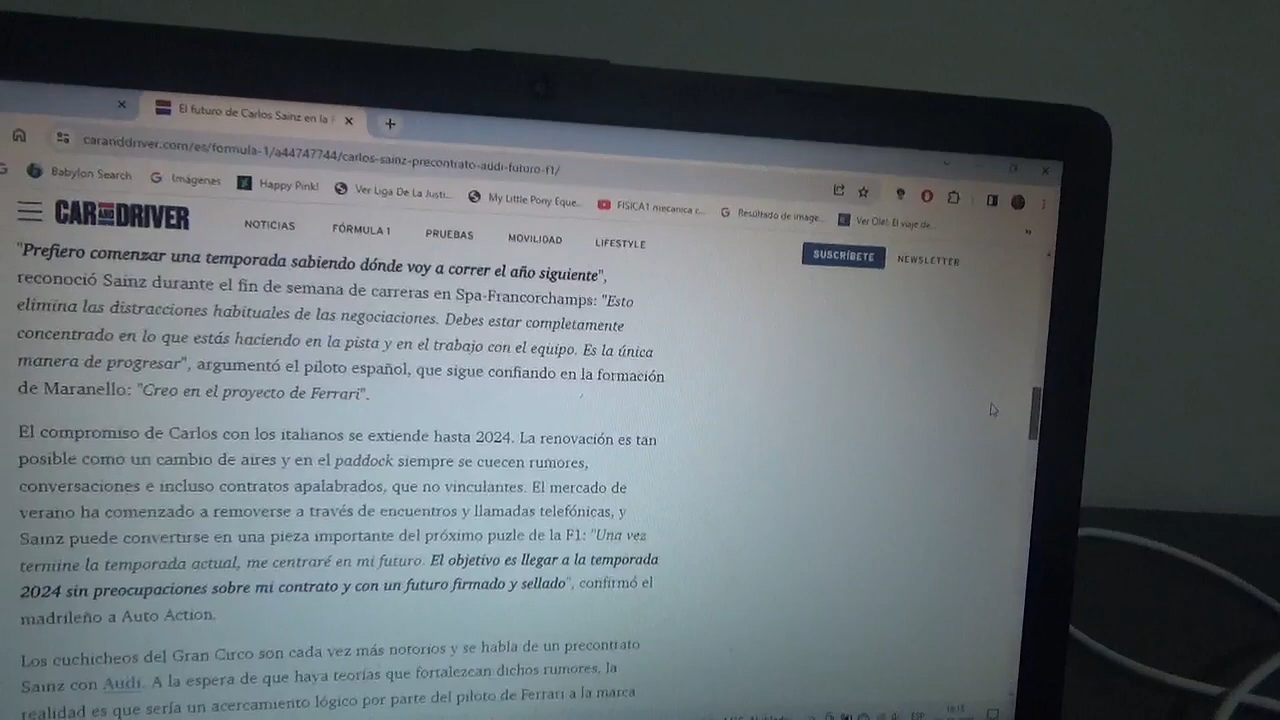 El futuro de Carlos Sainz en la
caranddriver.com/es/formula-1/a44747744/carlos-sainz-precontrato-audi-futuro-f1/
Babylon Search
Imágenes
Happy Pink!
Ver Liga De La Justi...
My Little Pony Eque...
FISICA1 mecanica c...
Resultado de image...
Ver Olé! El viaje de...
CAR AND DRIVER
NOTICIAS
FÓRMULA 1
PRUEBAS
MOVILIDAD
LIFESTYLE
SUSCRÍBETE
NEWSLETTER
"Prefiero comenzar una temporada sabiendo dónde voy a correr el año siguiente",
reconoció Sainz durante el fin de semana de carreras en Spa-Francorchamps: "Esto
elimina las distracciones habituales de las negociaciones. Debes estar completamente
concentrado en lo que estás haciendo en la pista y en el trabajo con el equipo. Es la única
manera de progresar", argumentó el piloto español, que sigue confiando en la formación
de Maranello: "Creo en el proyecto de Ferrari".
El compromiso de Carlos con los italianos se extiende hasta 2024. La renovación es tan
posible como un cambio de aires y en el paddock siempre se cuecen rumores,
conversaciones e incluso contratos apalabrados, que no vinculantes. El mercado de
verano ha comenzado a removerse a través de encuentros y llamadas telefónicas, y
Sainz puede convertirse en una pieza importante del próximo puzle de la F1: "Una vez
termine la temporada actual, me centraré en mi futuro. El objetivo es llegar a la temporada
2024 sin preocupaciones sobre mi contrato y con un futuro firmado y sellado", confirmó el
madrileño a Auto Action.
Los cuchicheos del Gran Circo son cada vez más notorios y se habla de un precontrato
Sainz con Audi. A la espera de que haya teorías que fortalezcan dichos rumores, la
realidad es que sería un acercamiento lógico por parte del piloto de Ferrari a la marca
ESP